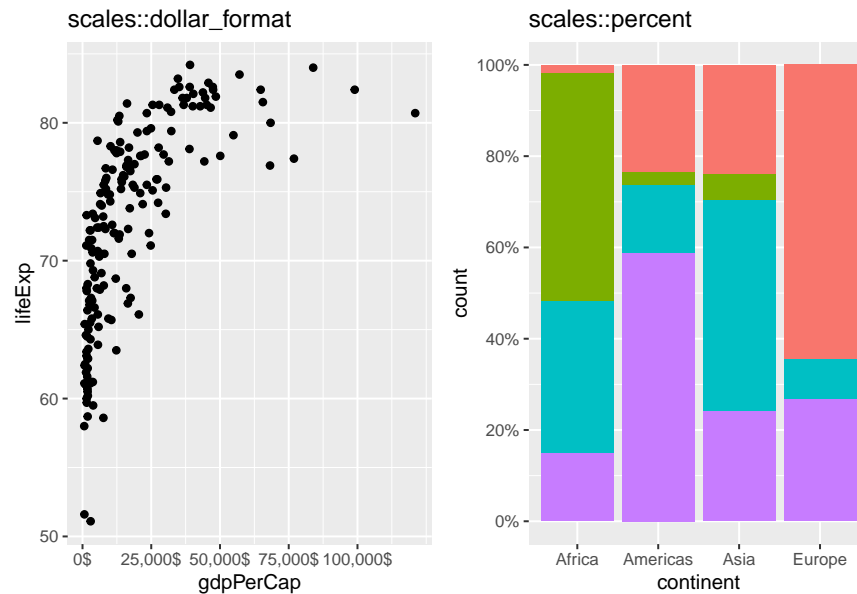 scales::dollar_format
lifeExp
80
70
60
50
0$ 25,000$ 50,000$ 75,000$ 100,000$
gdpPerCap
scales::percent
count
100%
80%
60%
40%
20%
0%
Africa Americas Asia Europe
continent